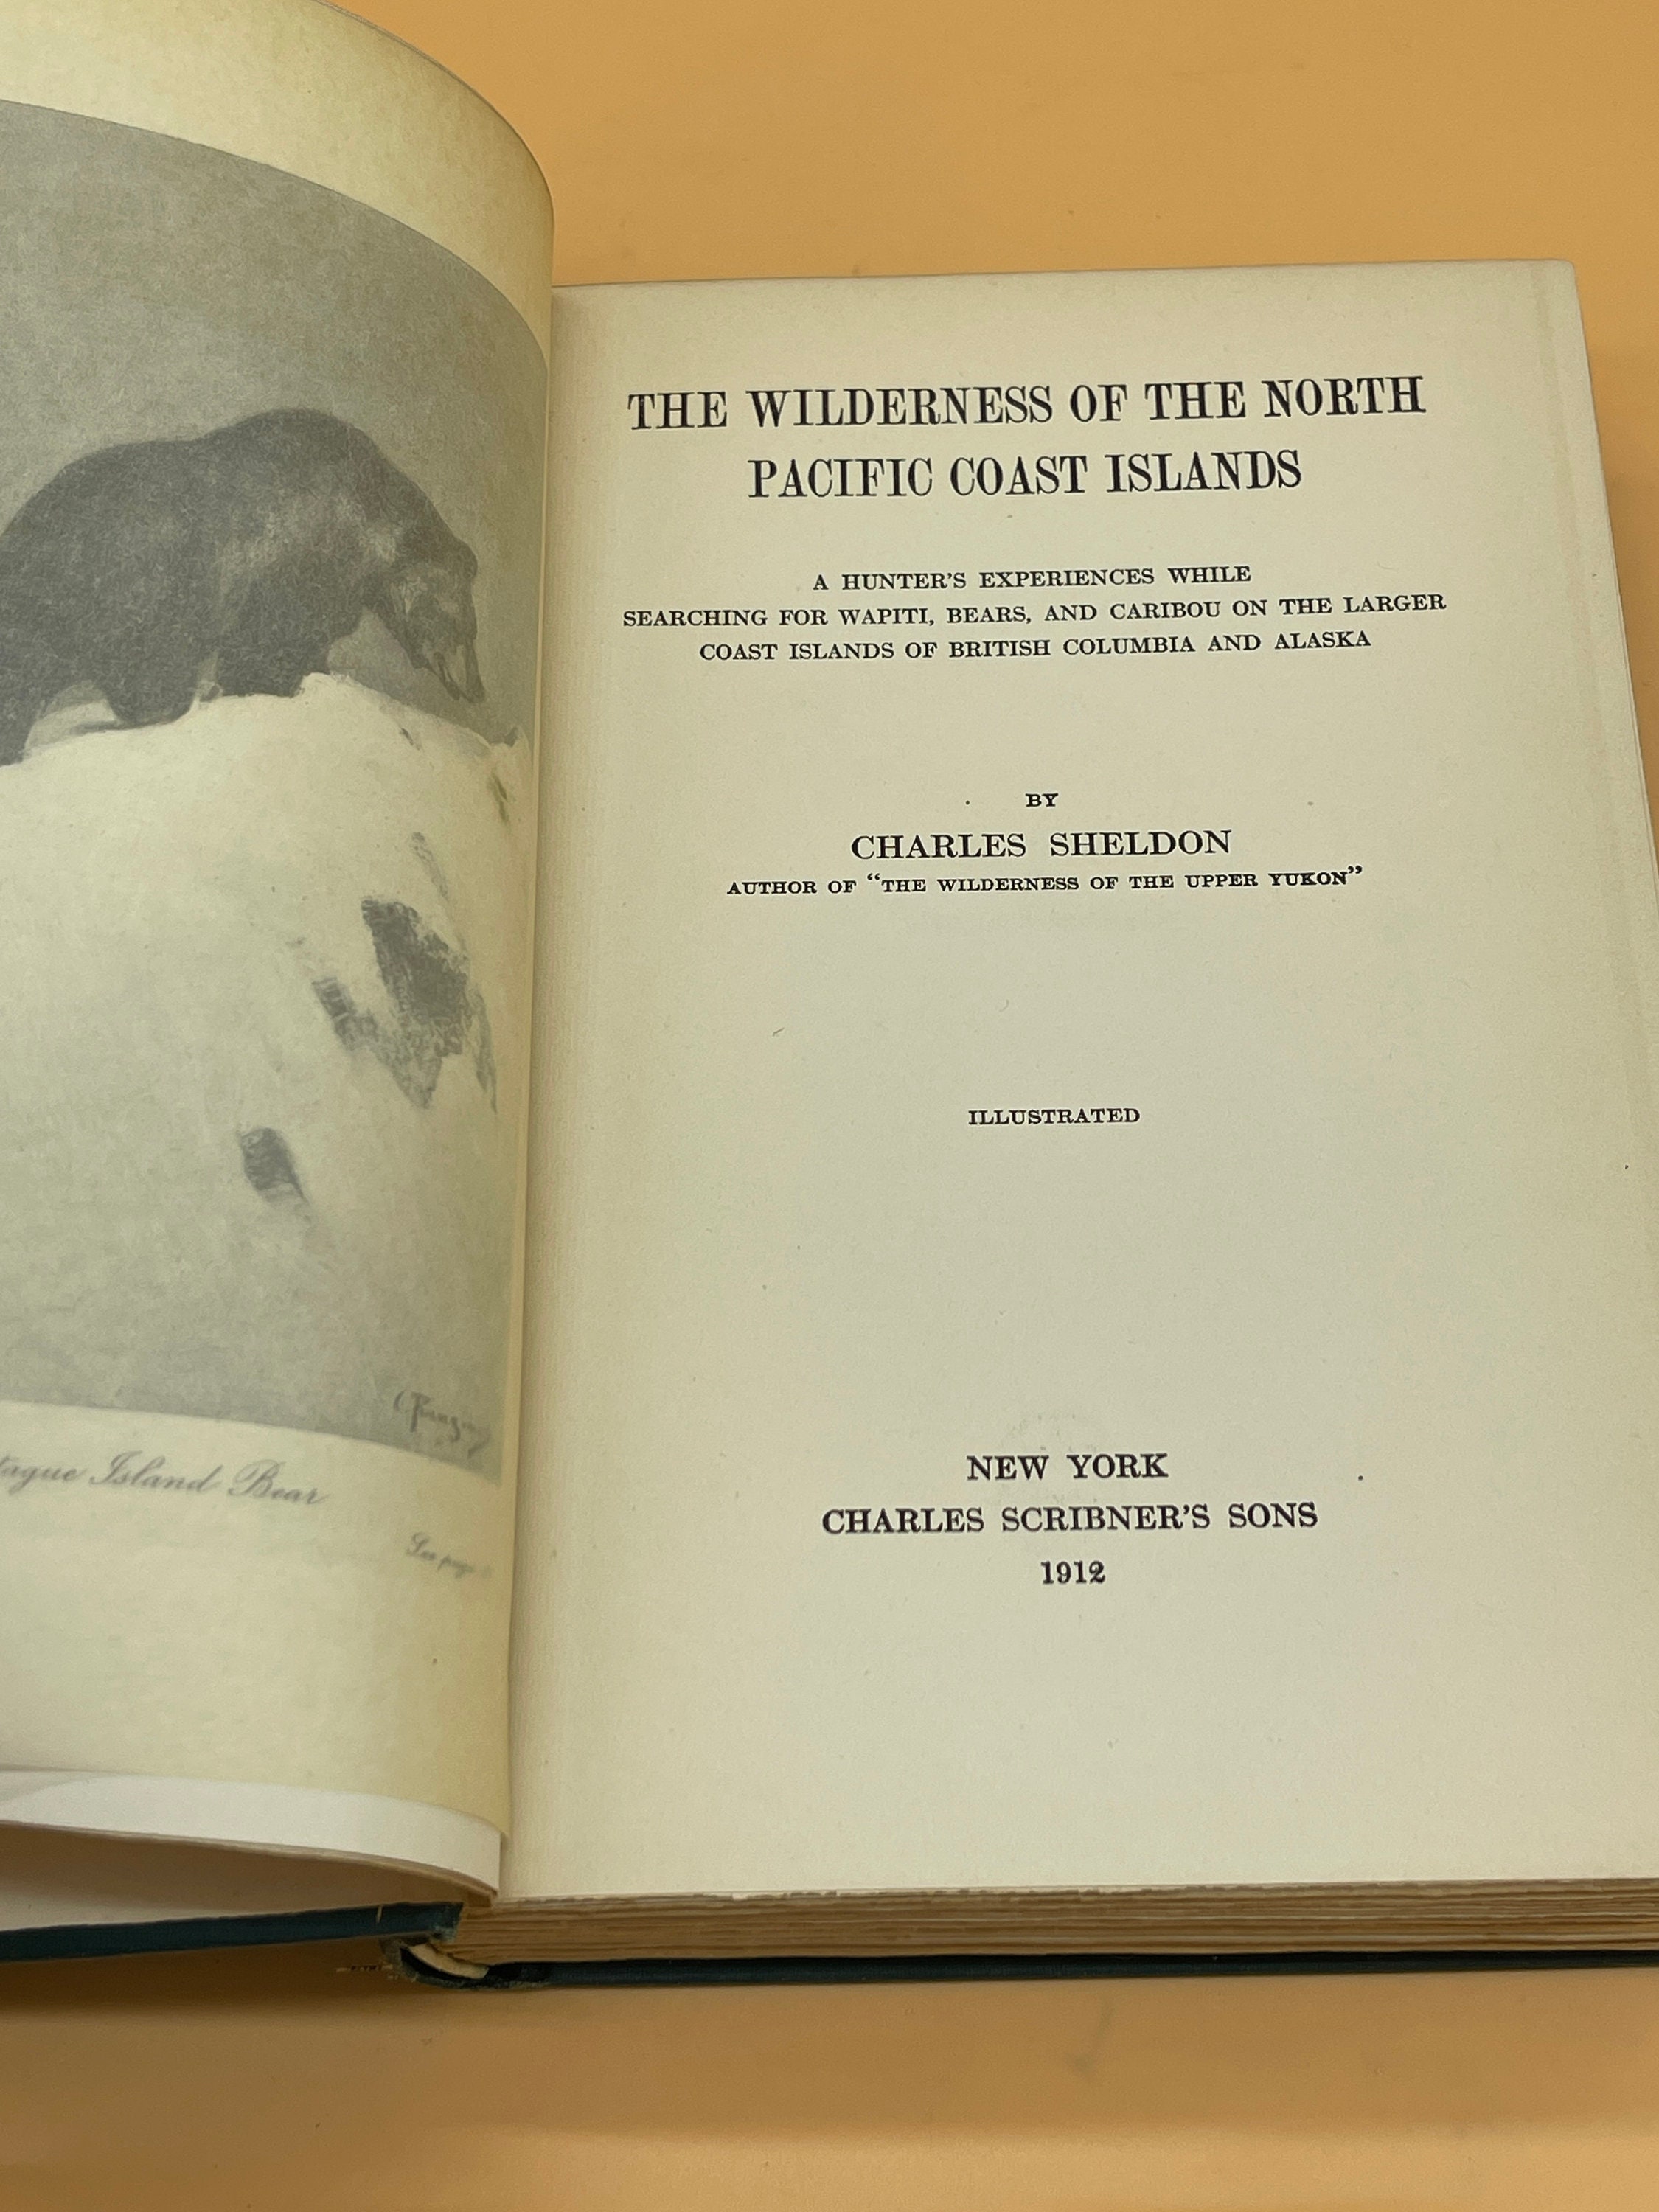 Island Bear
THE WILDERNESS OF THE NORTH
PACIFIC COAST ISLANDS
A HUNTER'S EXPERIENCES WHILE
SEARCHING FOR WAPITI, BEARS, AND CARIBOU ON THE LARGER
COAST ISLANDS OF BRITISH COLUMBIA AND ALASKA
BY
CHARLES SHELDON
AUTHOR OF “THE WILDERNESS OF THE UPPER YUKON”
ILLUSTRATED
NEW YORK
CHARLES SCRIBNER'S SONS
1912